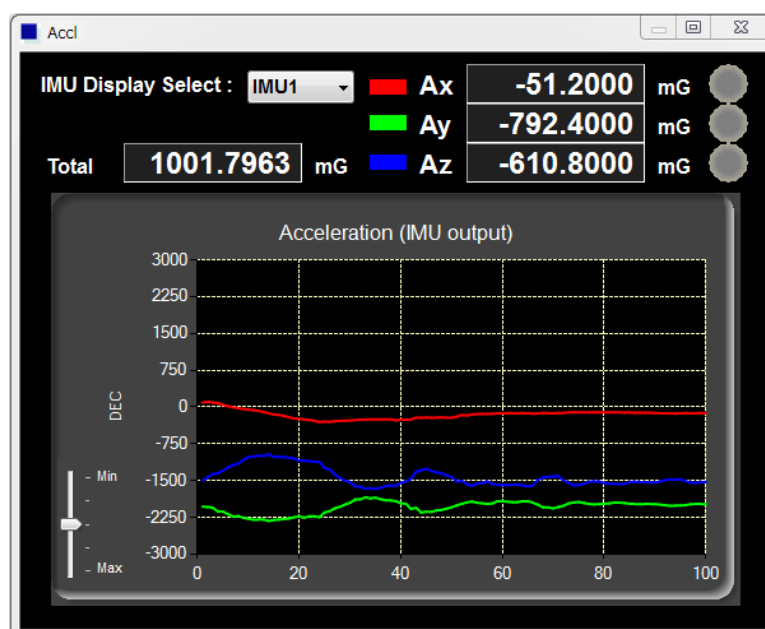 Accl
IMU Display Select : IMU1 Ax -51.2000 mG
Ay -792.4000 mG
Total 1001.7963 mG Az -610.8000 mG
Acceleration (IMU output)
3000
2250
1500
750
0
-750
-1500
-2250
-3000
DEC
Min
Max
0 20 40 60 80 100